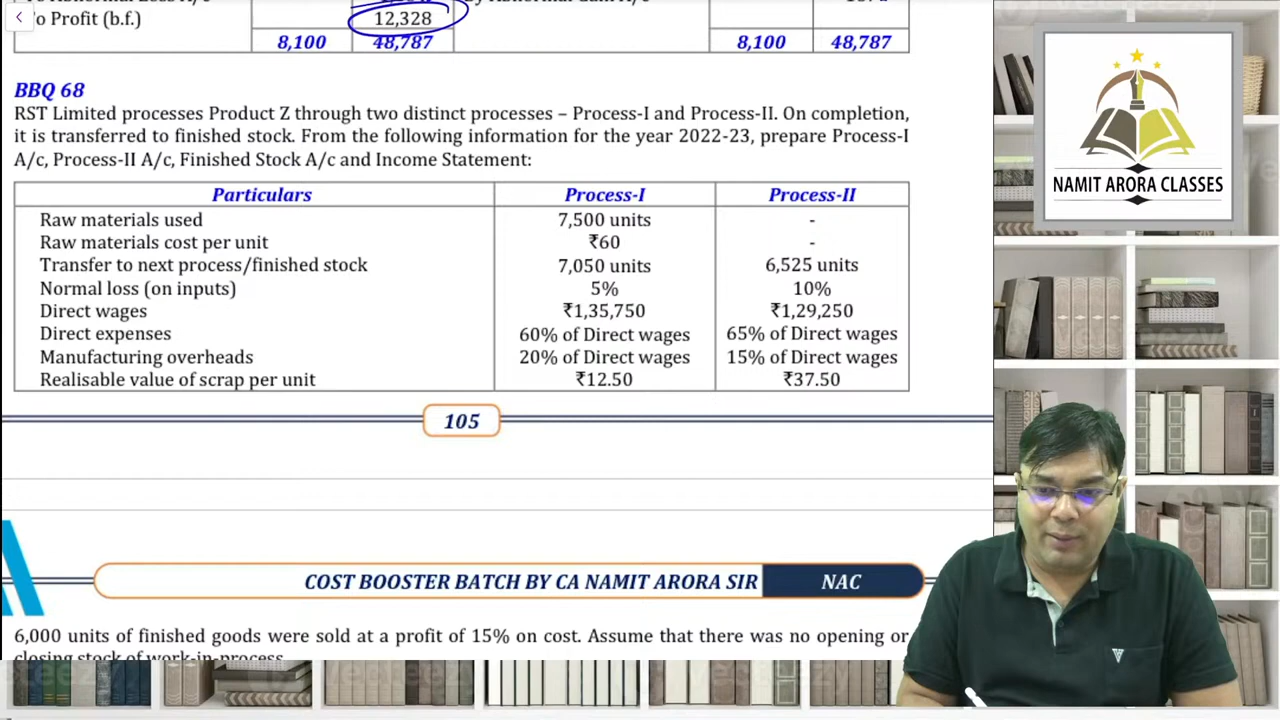 To Profit (b.f.) 12,328
8,100 48,787 8,100 48,787
BBQ 68
RST Limited processes Product Z through two distinct processes – Process-I and Process-II. On completion,
it is transferred to finished stock. From the following information for the year 2022-23, prepare Process-I
A/c, Process-II A/c, Finished Stock A/c and Income Statement:
Particulars Process-I Process-II
Raw materials used 7,500 units -
Raw materials cost per unit ₹60 -
Transfer to next process/finished stock 7,050 units 6,525 units
Normal loss (on inputs) 5% 10%
Direct wages ₹1,35,750 ₹1,29,250
Direct expenses 60% of Direct wages 65% of Direct wages
Manufacturing overheads 20% of Direct wages 15% of Direct wages
Realisable value of scrap per unit ₹12.50 ₹37.50
105
COST BOOSTER BATCH BY CA NAMIT ARORA SIR NAC
6,000 units of finished goods were sold at a profit of 15% on cost. Assume that there was no opening or
closing stock of work-in-process.
NAMIT ARORA CLASSES